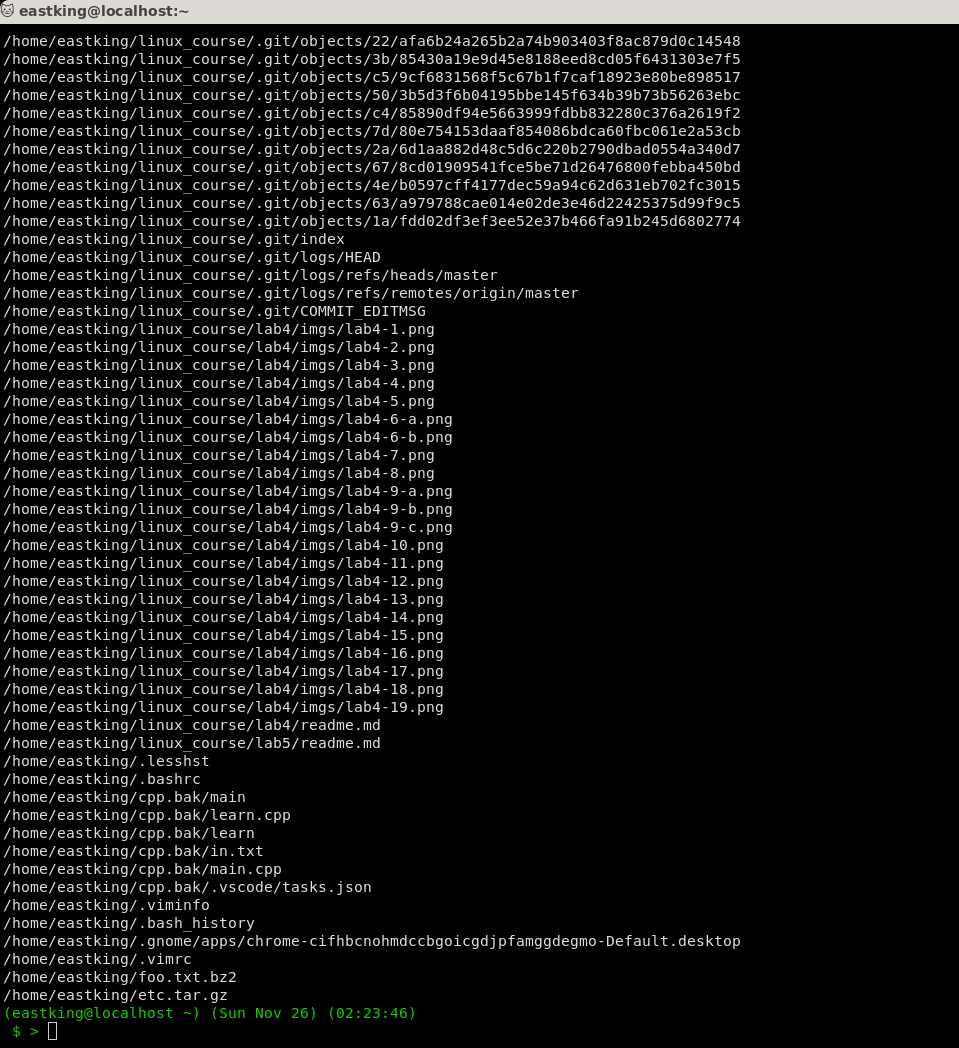 eastking@localhost:~
/home/eastking/linux_course/.git/objects/22/afa6b24a265b2a74b903403f8ac879d0c14548
/home/eastking/linux_course/.git/objects/3b/85430a19e9d45e8188eed8cd05f6431303e7f5
/home/eastking/linux_course/.git/objects/c5/9cf6831568f5c67b1f7caf18923e80be898517
/home/eastking/linux_course/.git/objects/50/3b5d3f6b04195bbe145f634b39b73b56263ebc
/home/eastking/linux_course/.git/objects/c4/85890df94e5663999fdbb832280c376a2619f2
/home/eastking/linux_course/.git/objects/7d/80e754153daaf854086bdca60fbc061e2a53cb
/home/eastking/linux_course/.git/objects/2a/6d1aa882d48c5d6c220b2790dbad0554a340d7
/home/eastking/linux_course/.git/objects/67/8cd01909541fce5be71d26476800febba450bd
/home/eastking/linux_course/.git/objects/4e/b0597cff4177dec59a94c62d631eb702fc3015
/home/eastking/linux_course/.git/objects/63/a979788cae014e02de3e46d22425375d99f9c5
/home/eastking/linux_course/.git/objects/1a/fdd02df3ef3ee52e37b466fa91b245d6802774
/home/eastking/linux_course/.git/index
/home/eastking/linux_course/.git/logs/HEAD
/home/eastking/linux_course/.git/logs/refs/heads/master
/home/eastking/linux_course/.git/logs/refs/remotes/origin/master
/home/eastking/linux_course/.git/COMMIT_EDITMSG
/home/eastking/linux_course/lab4/imgs/lab4-1.png
/home/eastking/linux_course/lab4/imgs/lab4-2.png
/home/eastking/linux_course/lab4/imgs/lab4-3.png
/home/eastking/linux_course/lab4/imgs/lab4-4.png
/home/eastking/linux_course/lab4/imgs/lab4-5.png
/home/eastking/linux_course/lab4/imgs/lab4-6-a.png
/home/eastking/linux_course/lab4/imgs/lab4-6-b.png
/home/eastking/linux_course/lab4/imgs/lab4-7.png
/home/eastking/linux_course/lab4/imgs/lab4-8.png
/home/eastking/linux_course/lab4/imgs/lab4-9-a.png
/home/eastking/linux_course/lab4/imgs/lab4-9-b.png
/home/eastking/linux_course/lab4/imgs/lab4-9-c.png
/home/eastking/linux_course/lab4/imgs/lab4-10.png
/home/eastking/linux_course/lab4/imgs/lab4-11.png
/home/eastking/linux_course/lab4/imgs/lab4-12.png
/home/eastking/linux_course/lab4/imgs/lab4-13.png
/home/eastking/linux_course/lab4/imgs/lab4-14.png
/home/eastking/linux_course/lab4/imgs/lab4-15.png
/home/eastking/linux_course/lab4/imgs/lab4-16.png
/home/eastking/linux_course/lab4/imgs/lab4-17.png
/home/eastking/linux_course/lab4/imgs/lab4-18.png
/home/eastking/linux_course/lab4/imgs/lab4-19.png
/home/eastking/linux_course/lab4/readme.md
/home/eastking/linux_course/lab5/readme.md
/home/eastking/.lesshst
/home/eastking/.bashrc
/home/eastking/cpp.bak/main
/home/eastking/cpp.bak/learn.cpp
/home/eastking/cpp.bak/learn
/home/eastking/cpp.bak/in.txt
/home/eastking/cpp.bak/main.cpp
/home/eastking/cpp.bak/.vscode/tasks.json
/home/eastking/.viminfo
/home/eastking/.bash_history
/home/eastking/.gnome/apps/chrome-cifhbcnohmdccbgoicgdjpfamggdegmo-Default.desktop
/home/eastking/.vimrc
/home/eastking/foo.txt.bz2
/home/eastking/etc.tar.gz
(eastking@localhost ~) (Sun Nov 26) (02:23:46)
$ >